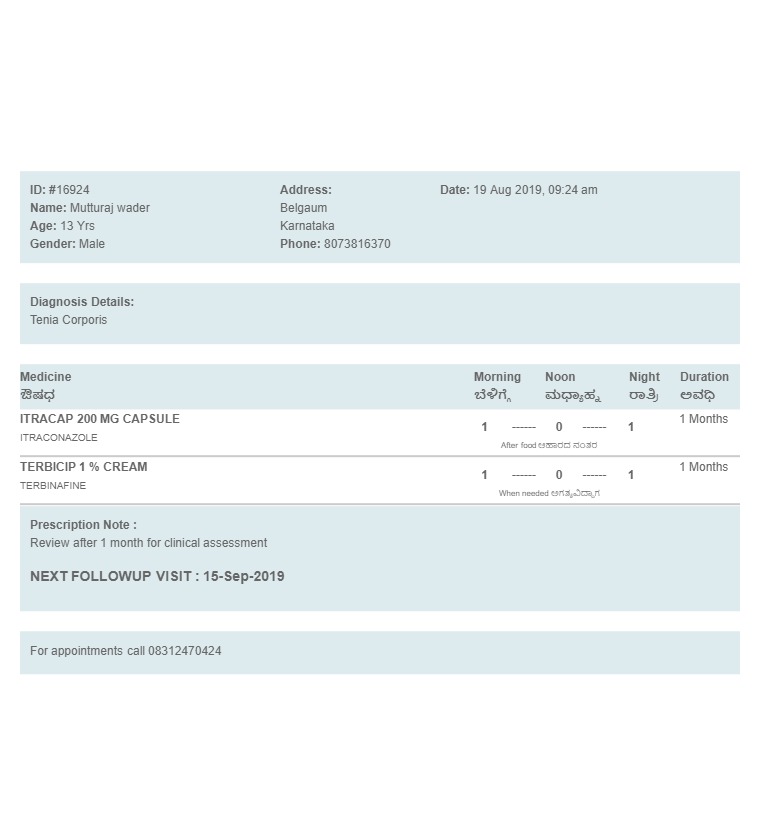 ID: #16924
Name: Mutturaj wader
Age: 13 Yrs
Gender: Male
Address:
Belgaum
Karnataka
Phone: 8073816370
Date: 19 Aug 2019, 09:24 am
Diagnosis Details:
Tenia Corporis
Medicine Morning Noon Night Duration
ಔಷಧ ಬೆಳಿಗ್ಗೆ ಮಧ್ಯಾಹ್ನ ರಾತ್ರಿ ಅವಧಿ
ITRACAP 200 MG CAPSULE 1 Months
1 ------ 0 ------ 1
ITRACONAZOLE
After food ಆಹಾರದ ನಂತರ
TERBICIP 1 % CREAM 1 Months
1 ------ 0 ------ 1
TERBINAFINE
When needed ಅಗತ್ಯವಿದ್ದಾಗ
Prescription Note :
Review after 1 month for clinical assessment
NEXT FOLLOWUP VISIT : 15-Sep-2019
For appointments call 08312470424